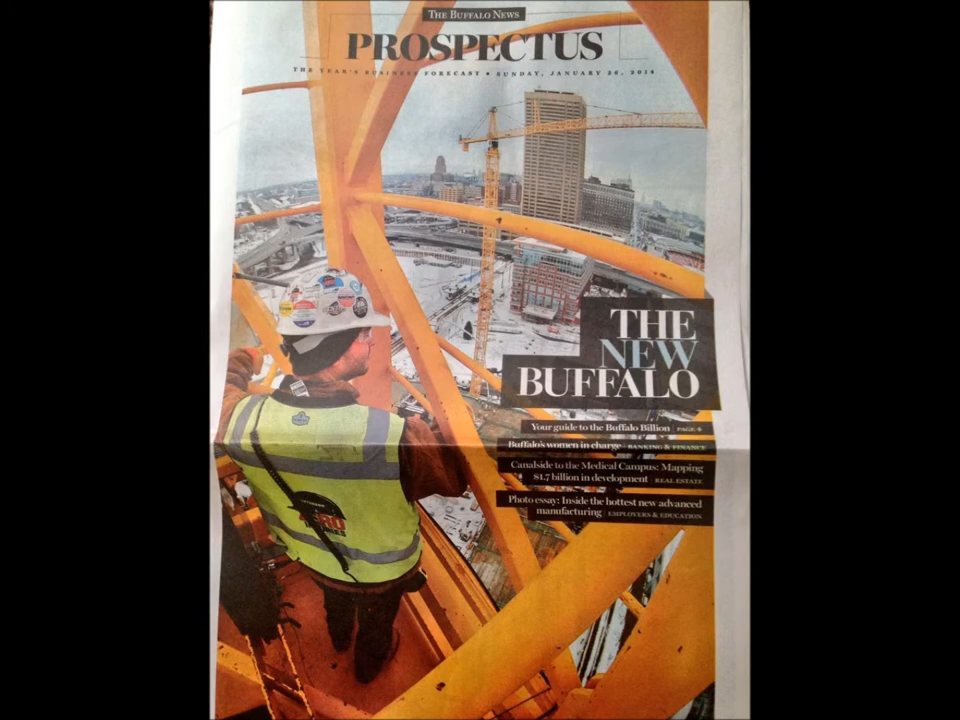 THE BUFFALO NEWS
PROSPECTUS
THE YEAR'S BUSINESS FORECAST • SUNDAY, JANUARY 26, 2014
THE
NEW
BUFFALO
Your guide to the Buffalo Billion | PAGE
Buffalo's women in charge | BANKING & FINANCE
Canalside to the Medical Campus: Mapping
$1.7 billion in development | REAL ESTATE
Photo essay: Inside the hottest new advanced
manufacturing | EMPLOYERS & EDUCATION